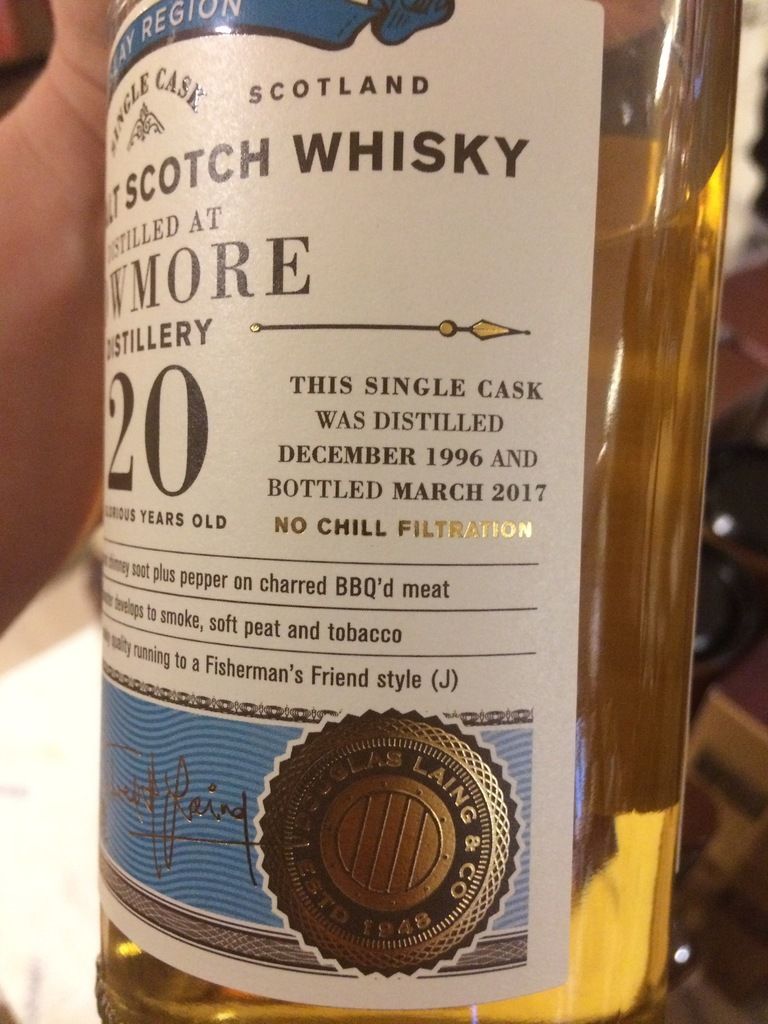 AY REGION
SINGLE CASK
SCOTLAND
LT SCOTCH WHISKY
DISTILLED AT
WMORE
DISTILLERY
20
THIS SINGLE CASK
WAS DISTILLED
DECEMBER 1996 AND
BOTTLED MARCH 2017
ORIOUS YEARS OLD
NO CHILL FILTRATION
chimney soot plus pepper on charred BBQ'd meat
develops to smoke, soft peat and tobacco
quality running to a Fisherman's Friend style (J)
DOUGLAS LAING & CO
ESTD 1948